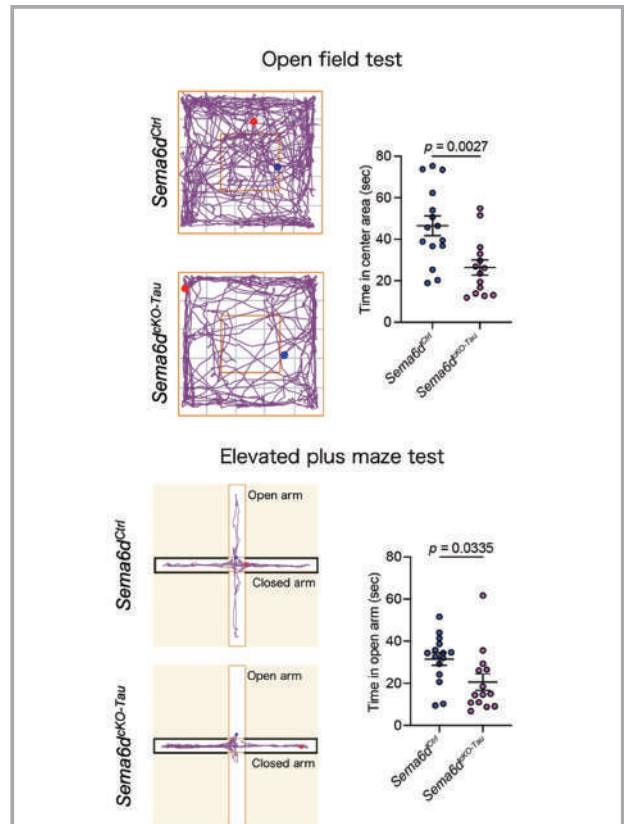 Open field test
Sema6dCtrl
Sema6dcKO-Tau
p = 0.0027
Time in center area (sec)
80
60
40
20
0
Sema6dCtrl
Sema6dcKO-Tau
Elevated plus maze test
Sema6dCtrl
Open arm
Closed arm
Sema6dcKO-Tau
Open arm
Closed arm
p = 0.0335
Time in open arm (sec)
80
60
40
20
0
Sema6dCtrl
Sema6dcKO-Tau